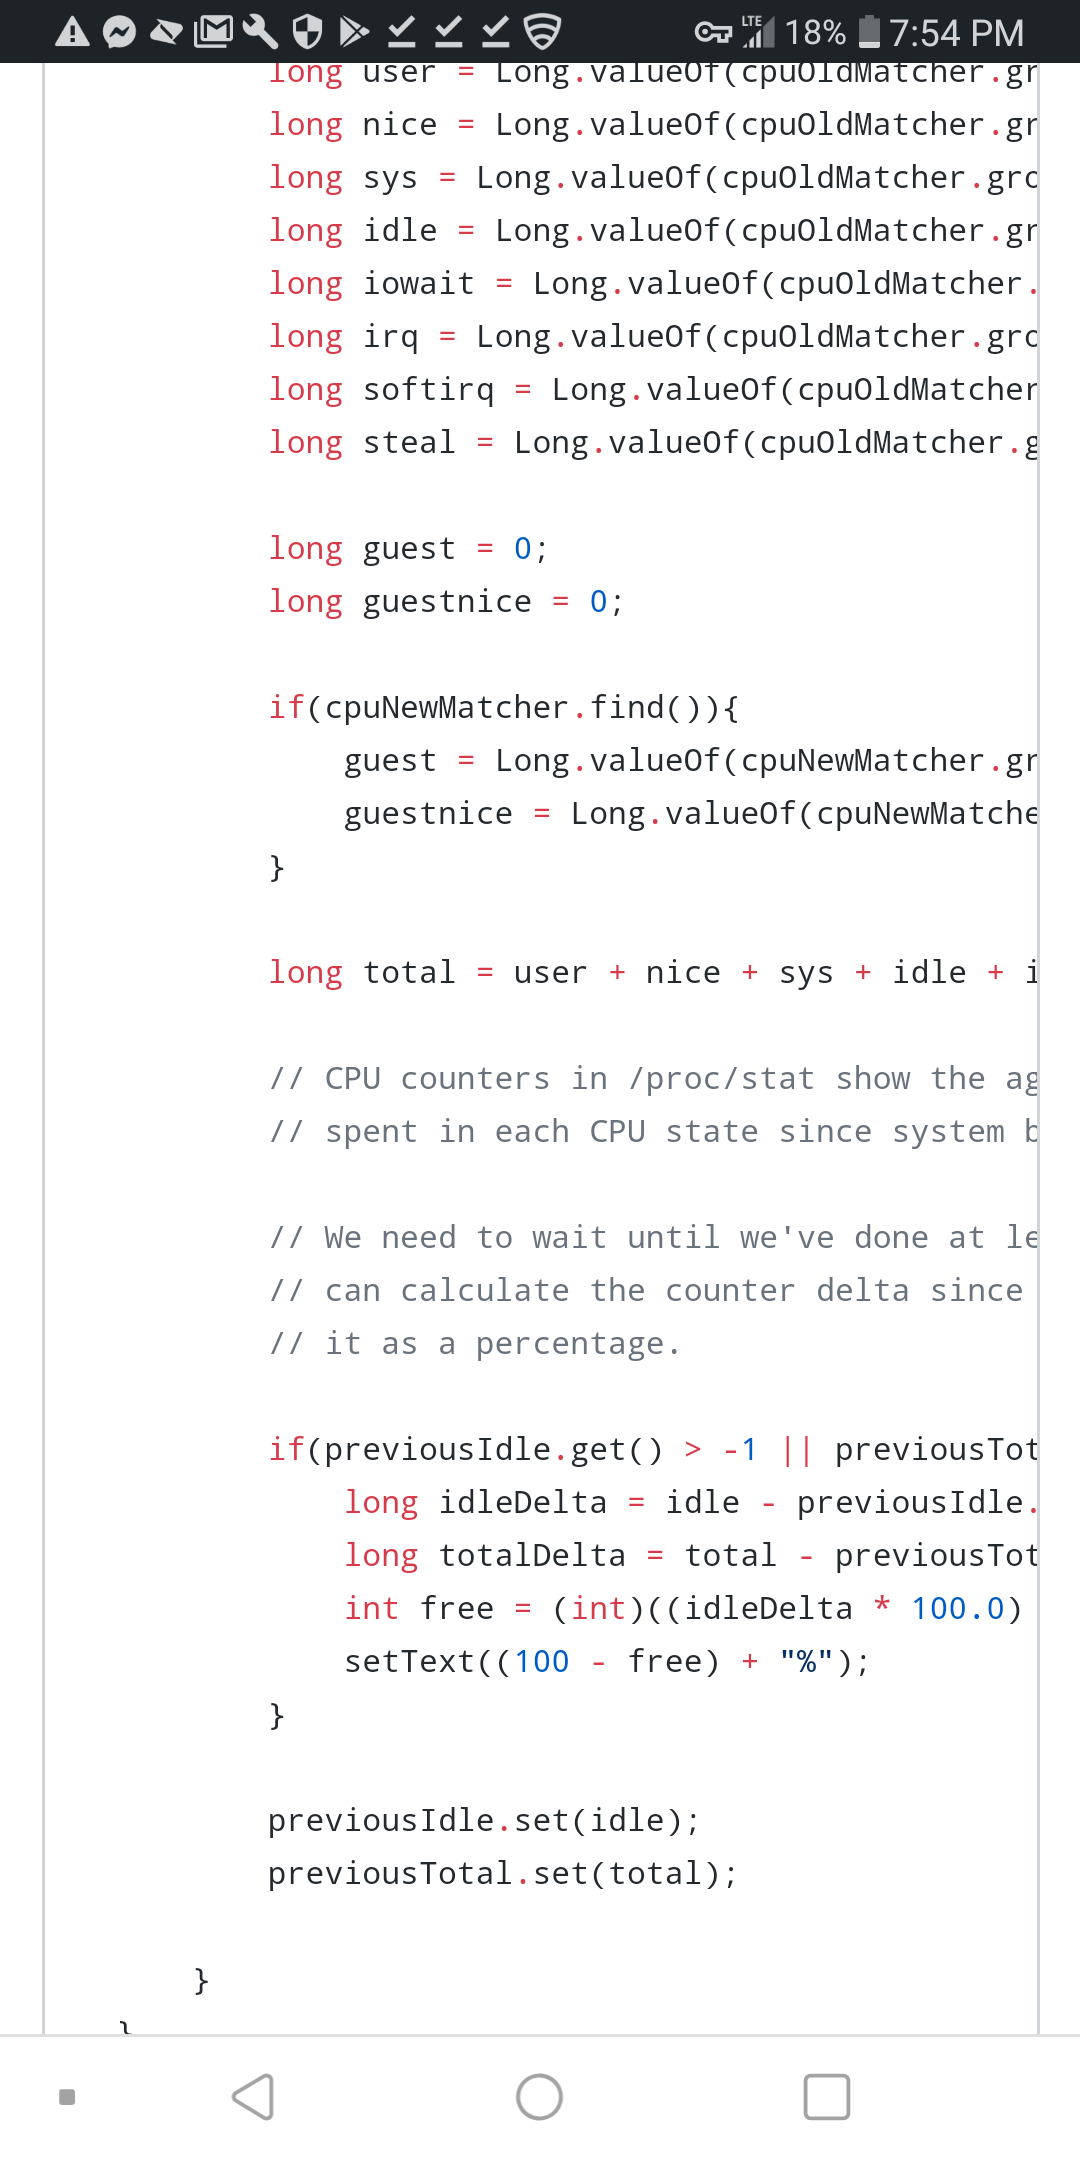 LTE 18% 7:54 PM
long user = Long.valueOf(cpuOldMatcher.gr
long nice = Long.valueOf(cpuOldMatcher.gr
long sys = Long.valueOf(cpuOldMatcher.gro
long idle = Long.valueOf(cpuOldMatcher.gr
long iowait = Long.valueOf(cpuOldMatcher.
long irq = Long.valueOf(cpuOldMatcher.gro
long softirq = Long.valueOf(cpuOldMatcher
long steal = Long.valueOf(cpuOldMatcher.g
long guest = 0;
long guestnice = 0;
if(cpuNewMatcher.find()){
guest = Long.valueOf(cpuNewMatcher.gr
guestnice = Long.valueOf(cpuNewMatche
}
long total = user + nice + sys + idle + i
// CPU counters in /proc/stat show the ag
// spent in each CPU state since system b
// We need to wait until we've done at le
// can calculate the counter delta since
// it as a percentage.
if(previousIdle.get() > -1 || previousTot
long idleDelta = idle - previousIdle.
long totalDelta = total - previousTot
int free = (int)((idleDelta * 100.0)
setText((100 - free) + "%");
}
previousIdle.set(idle);
previousTotal.set(total);
}
}